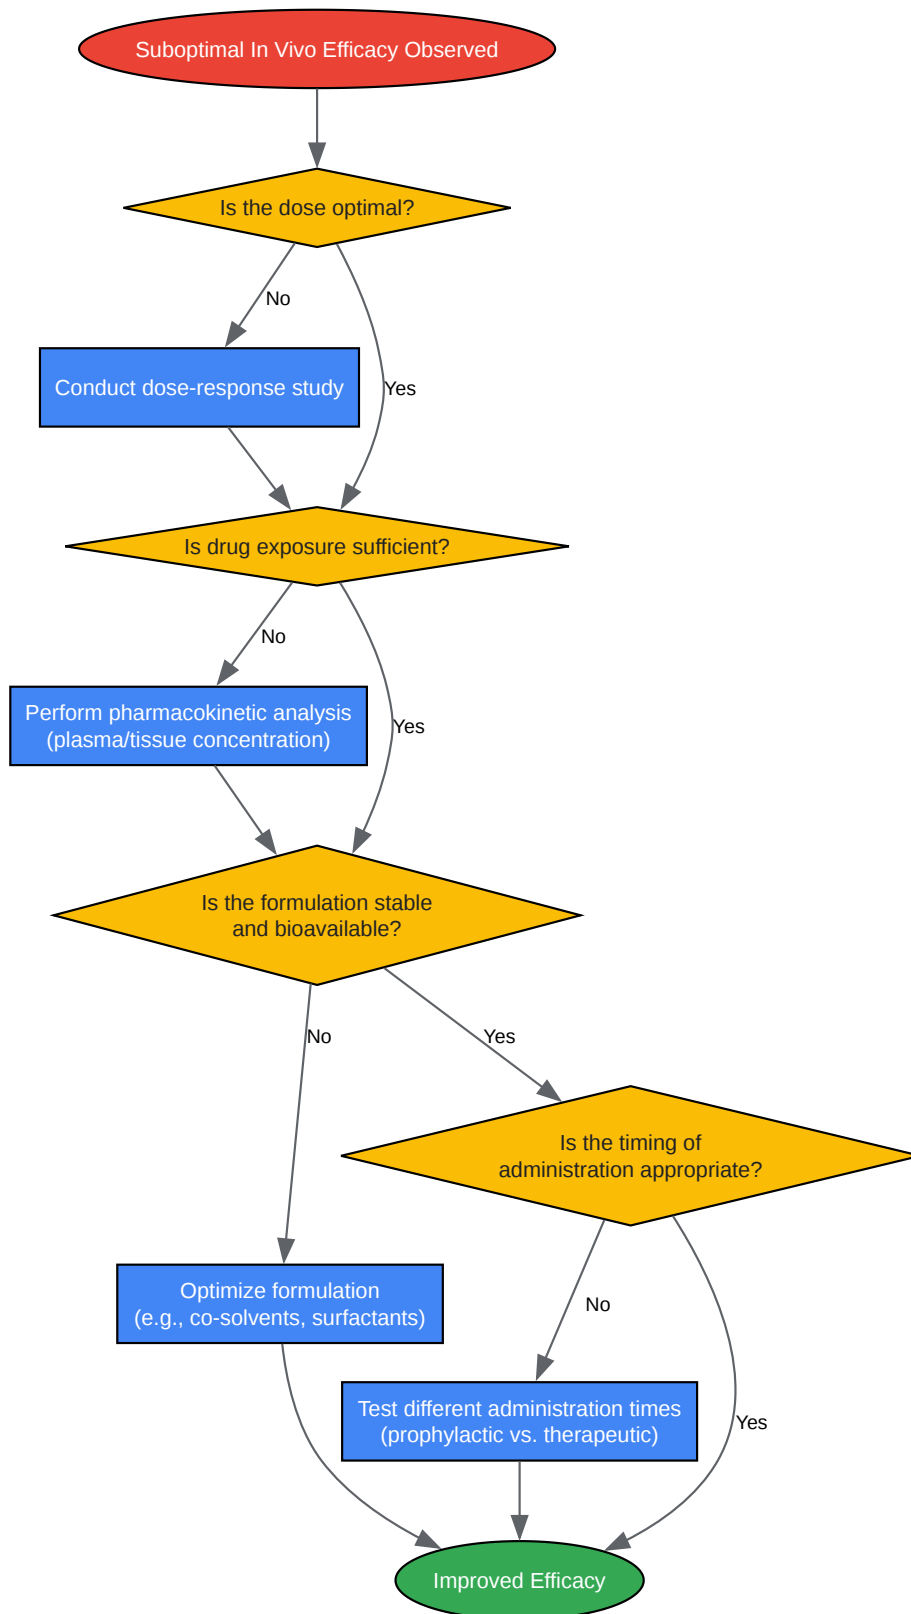 Suboptimal In Vivo Efficacy Observed
Is the dose optimal?
No
Conduct dose-response study
Yes
Is drug exposure sufficient?
No
Perform pharmacokinetic analysis
(plasma/tissue concentration)
Yes
Is the formulation stable
and bioavailable?
No
Yes
Is the timing of
administration appropriate?
Optimize formulation
(e.g., co-solvents, surfactants)
No
Test different administration times
(prophylactic vs. therapeutic)
Yes
Improved Efficacy